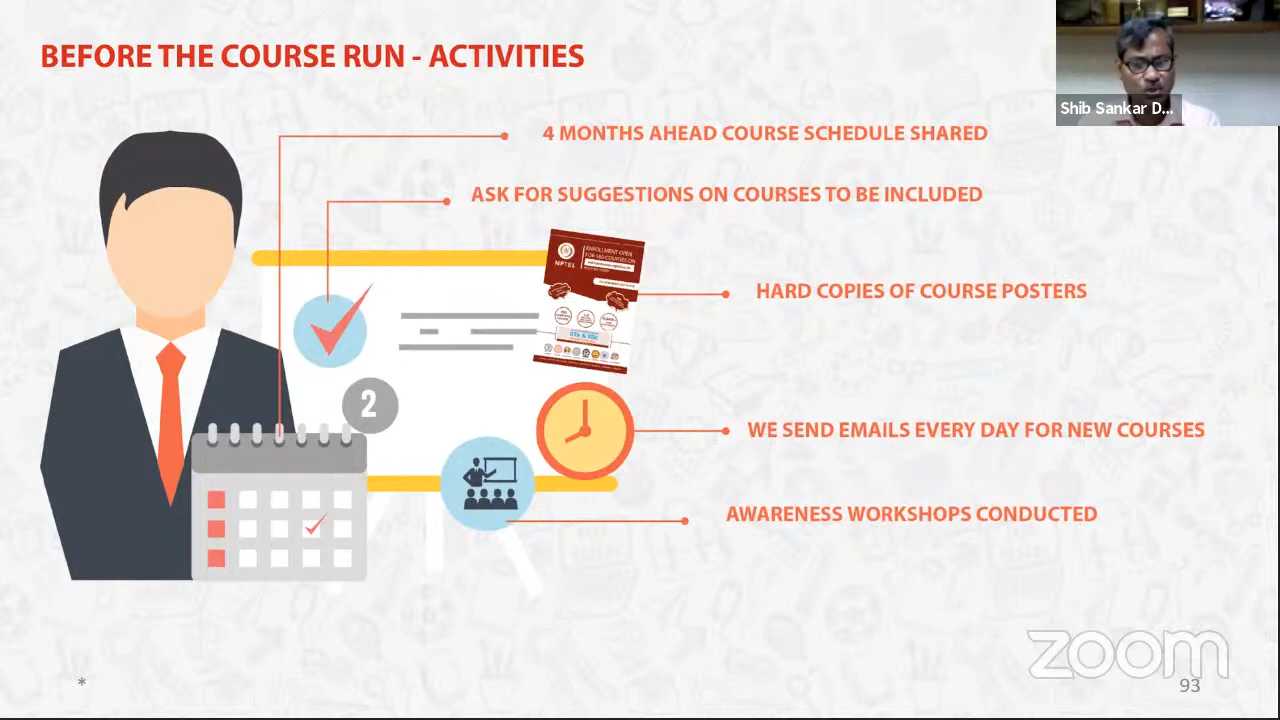 BEFORE THE COURSE RUN - ACTIVITIES
Shib Sankar D...
4 MONTHS AHEAD COURSE SCHEDULE SHARED
ASK FOR SUGGESTIONS ON COURSES TO BE INCLUDED
ENROLLMENT OPEN
NPTEL
HARD COPIES OF COURSE POSTERS
2
WE SEND EMAILS EVERY DAY FOR NEW COURSES
AWARENESS WORKSHOPS CONDUCTED
zoom
*
93